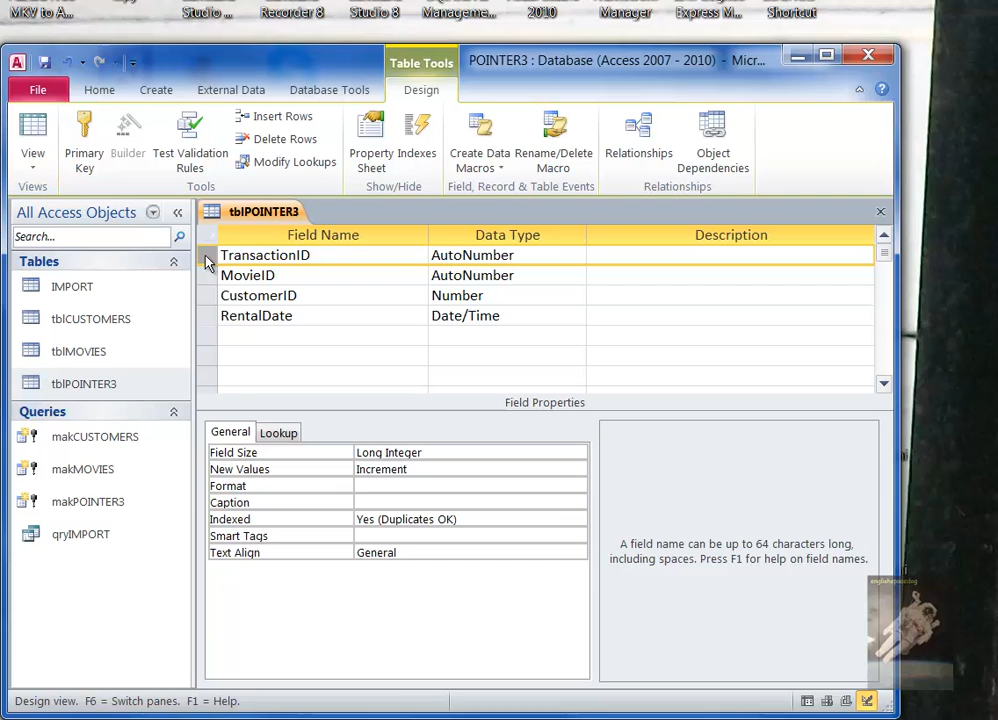 MKV to A...
Studio ...
Recorder 8
Studio 8
Manageme...
2010
Manager
Express M...
Shortcut
Table Tools
POINTER3 : Database (Access 2007 - 2010) - Micr...
File
Home
Create
External Data
Database Tools
Design
View
Primary Key
Builder
Test Validation Rules
Insert Rows
Delete Rows
Modify Lookups
Property Sheet
Indexes
Create Data Macros
Rename/Delete Macro
Relationships
Object Dependencies
Views
Tools
Show/Hide
Field, Record & Table Events
Relationships
All Access Objects
Search...
Tables
IMPORT
tblCUSTOMERS
tblMOVIES
tblPOINTER3
Queries
makCUSTOMERS
makMOVIES
makPOINTER3
qryIMPORT
tblPOINTER3
Field Name Data Type Description
TransactionID AutoNumber
MovieID AutoNumber
CustomerID Number
RentalDate Date/Time
Field Properties
General Lookup
Field Size Long Integer
New Values Increment
Format
Caption
Indexed Yes (Duplicates OK)
Smart Tags
Text Align General
A field name can be up to 64 characters long,
including spaces. Press F1 for help on field names.
Design view. F6 = Switch panes. F1 = Help.